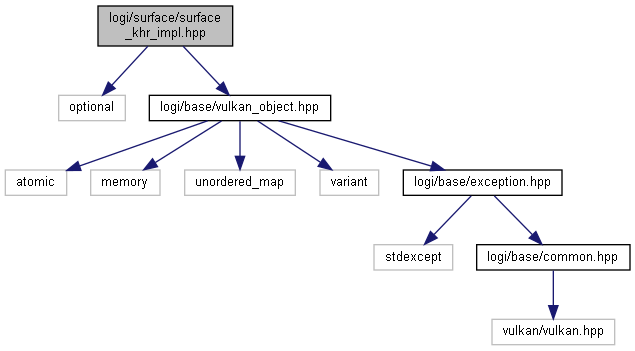 logi/surface/surface
_khr_impl.hpp
optional
logi/base/vulkan_object.hpp
atomic
memory
unordered_map
variant
logi/base/exception.hpp
stdexcept
logi/base/common.hpp
vulkan/vulkan.hpp